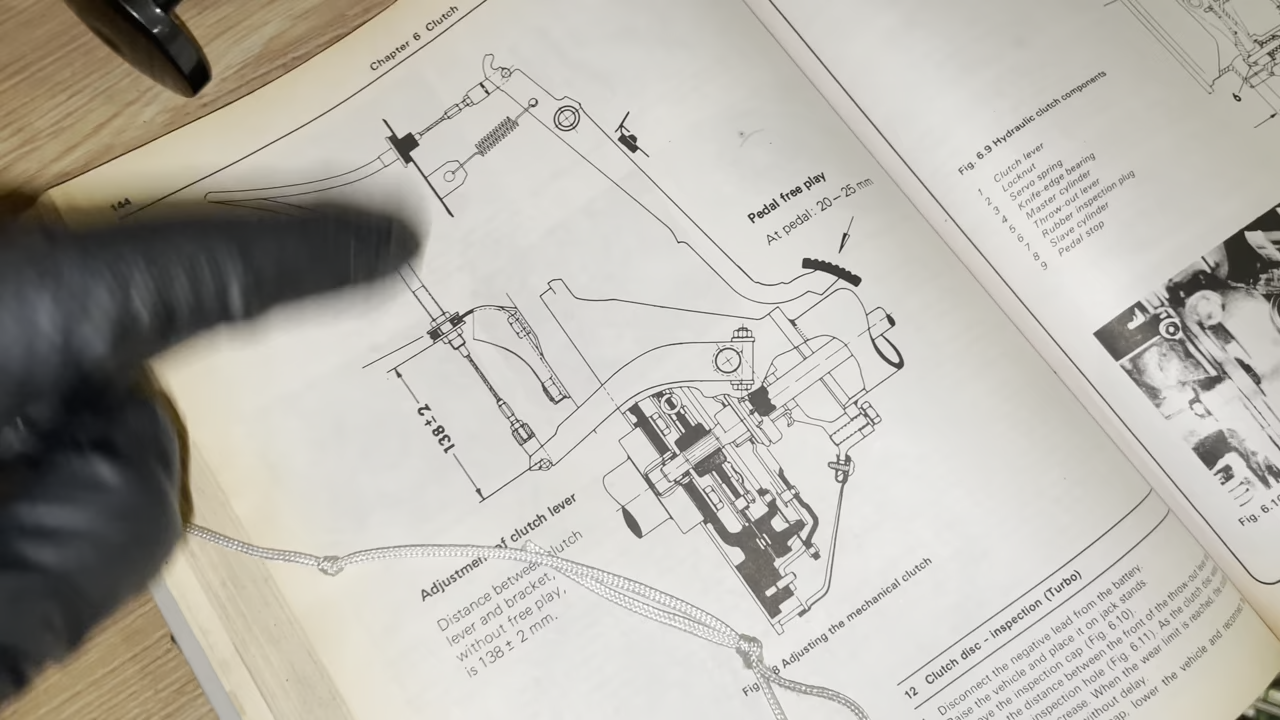 144
Chapter 6 Clutch
Pedal free play
At pedal: 20–25 mm
138±2
Adjustment of clutch lever
Distance between clutch
lever and bracket,
without free play,
is 138 ± 2 mm.
8 Adjusting the mechanical clutch
12 Clutch disc – inspection (Turbo)
Disconnect the negative lead from the battery.
Raise the vehicle and place it on jack stands.
the inspection cap (Fig. 6.10).
the distance between the front of the throw-out lever
inspection hole (Fig. 6.11). As the clutch disc
When the wear limit is reached, the
without delay.
lower the vehicle and reconnect
6
Fig. 6.9 Hydraulic clutch components
1 Clutch lever
2 Locknut
3 Servo spring
4 Knife-edge bearing
5 Master cylinder
6 Throw-out lever
7 Rubber inspection plug
8 Slave cylinder
9 Pedal stop
Fig. 6.1